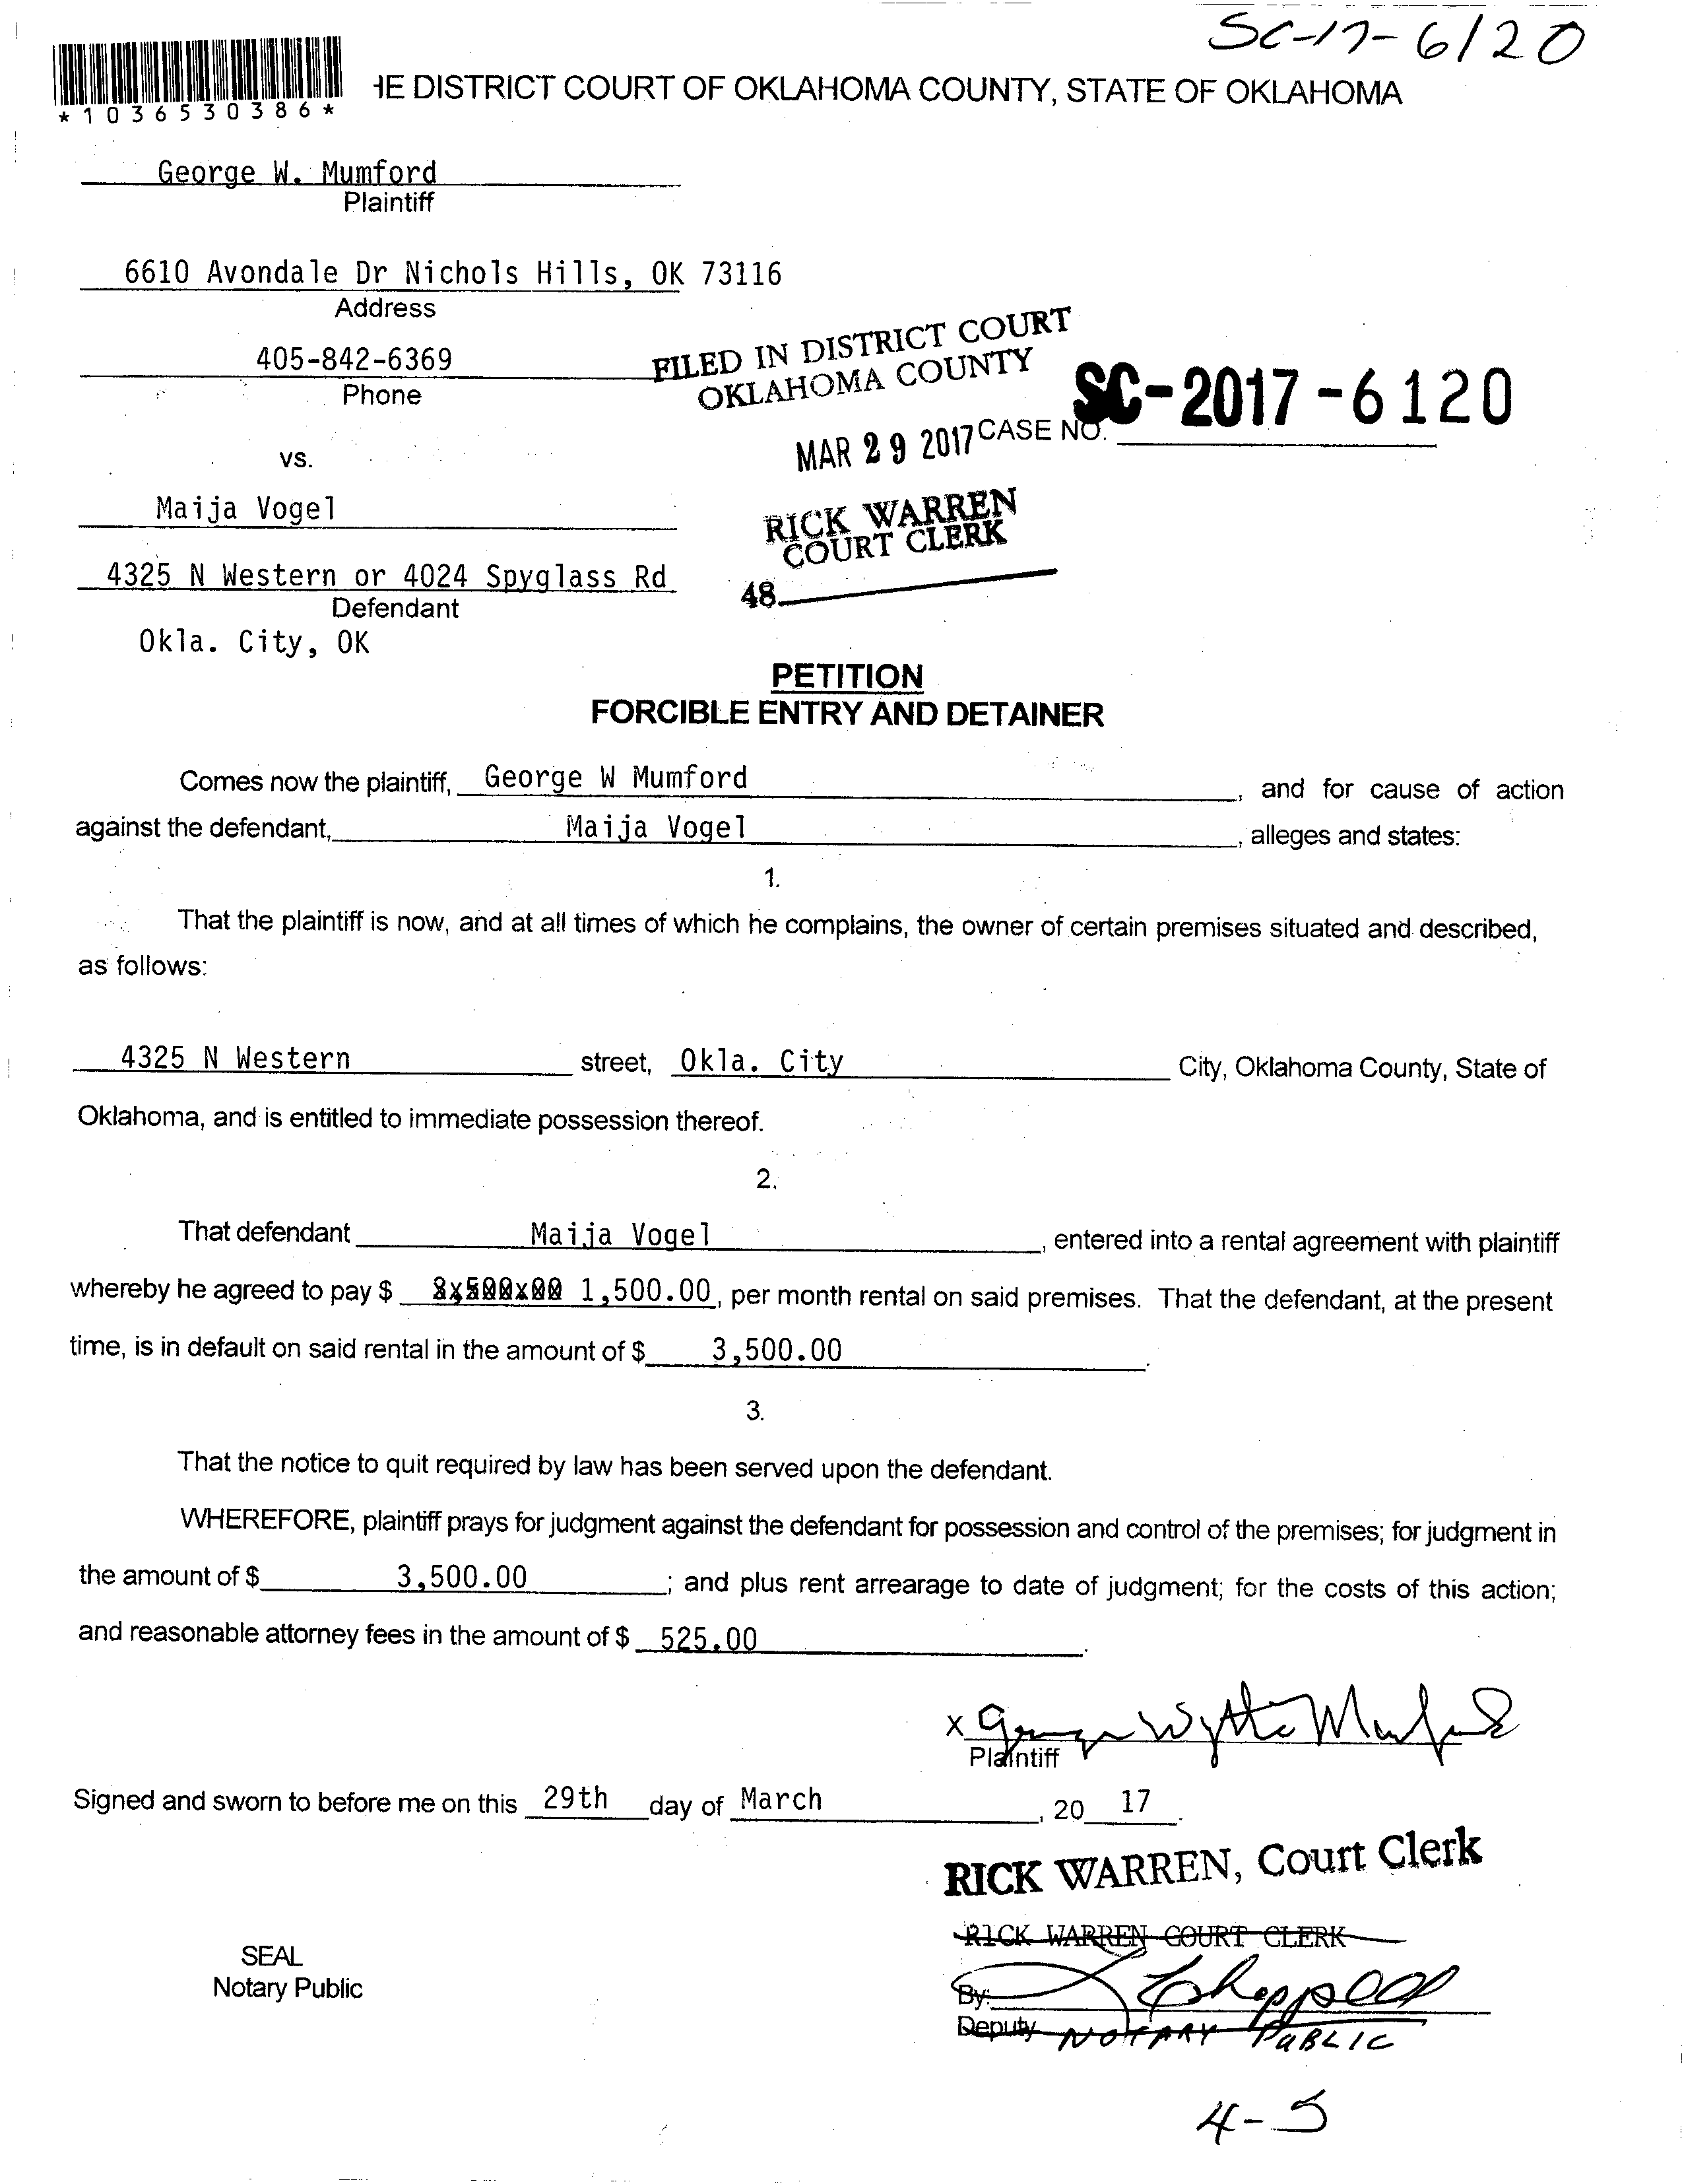 SC-17-6120
*1036530386*
HE DISTRICT COURT OF OKLAHOMA COUNTY, STATE OF OKLAHOMA
George W. Mumford
Plaintiff
6610 Avondale Dr Nichols Hills, OK 73116
Address
405-842-6369
Phone
FILED IN DISTRICT COURT
OKLAHOMA COUNTY
MAR 29 2017
CASE NO. SC-2017-6120
vs.
Maija Vogel
RICK WARREN
COURT CLERK
4325 N Western or 4024 Spyglass Rd
48
Defendant
Okla. City, OK
PETITION
FORCIBLE ENTRY AND DETAINER
Comes now the plaintiff, George W Mumford, and for cause of action
against the defendant, Maija Vogel, alleges and states:
1.
That the plaintiff is now, and at all times of which he complains, the owner of certain premises situated and described,
as follows:
4325 N Western street, Okla. City City, Oklahoma County, State of
Oklahoma, and is entitled to immediate possession thereof.
2.
That defendant Maija Vogel, entered into a rental agreement with plaintiff
whereby he agreed to pay $ 1,500.00, per month rental on said premises. That the defendant, at the present
time, is in default on said rental in the amount of $ 3,500.00.
3.
That the notice to quit required by law has been served upon the defendant.
WHEREFORE, plaintiff prays for judgment against the defendant for possession and control of the premises; for judgment in
the amount of $ 3,500.00; and plus rent arrearage to date of judgment; for the costs of this action;
and reasonable attorney fees in the amount of $ 525.00.
x George Wythe Mumford
Plaintiff
Signed and sworn to before me on this 29th day of March, 20 17.
RICK WARREN, Court Clerk
RICK WARREN COURT CLERK
SEAL
Notary Public
By:
Deputy NOTARY PUBLIC
4-5